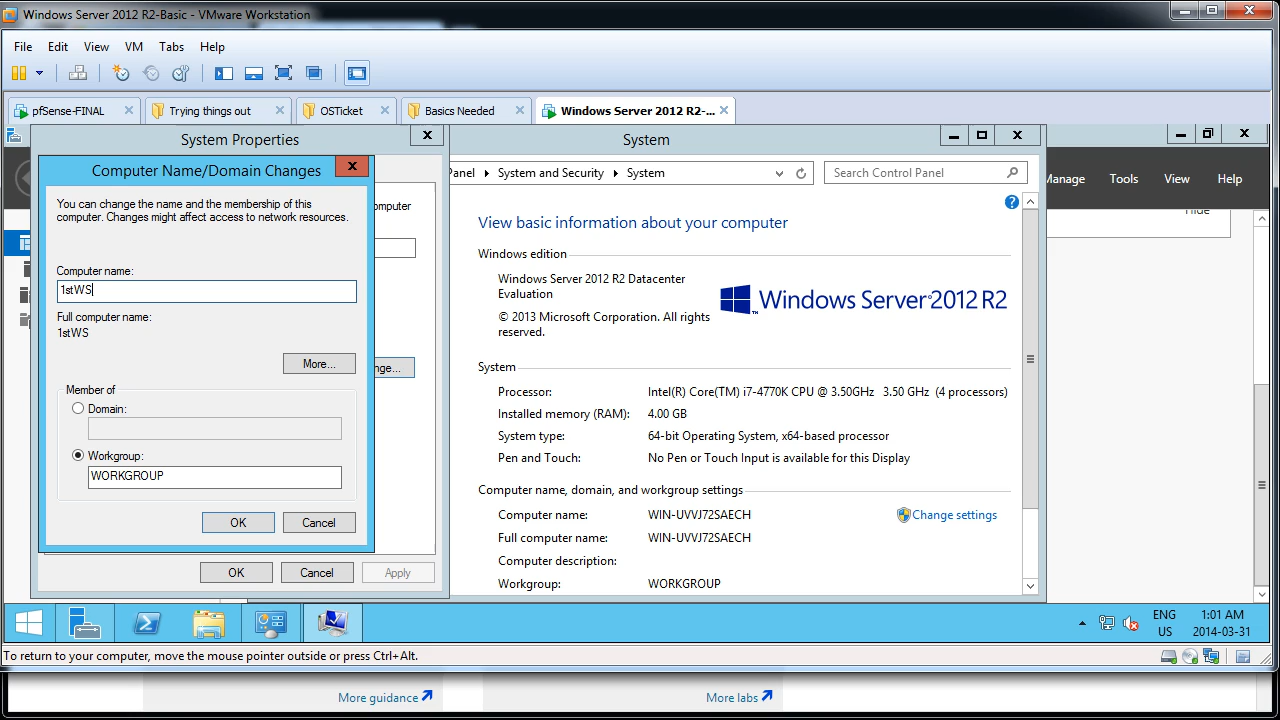 Windows Server 2012 R2-Basic - VMware Workstation
File Edit View VM Tabs Help
pfSense-FINAL
Trying things out
OSTicket
Basics Needed
Windows Server 2012 R2-...
System Properties
System
Computer Name/Domain Changes
You can change the name and the membership of this
computer. Changes might affect access to network resources.
Computer name:
1stWS
Full computer name:
1stWS
More...
Member of
Domain:
Workgroup:
WORKGROUP
OK Cancel
OK Cancel Apply
omputer
nge...
Panel System and Security System
Search Control Panel
View basic information about your computer
Windows edition
Windows Server 2012 R2 Datacenter
Evaluation
© 2013 Microsoft Corporation. All rights
reserved.
Windows Server 2012 R2
System
Processor: Intel(R) Core(TM) i7-4770K CPU @ 3.50GHz 3.50 GHz (4 processors)
Installed memory (RAM): 4.00 GB
System type: 64-bit Operating System, x64-based processor
Pen and Touch: No Pen or Touch Input is available for this Display
Computer name, domain, and workgroup settings
Computer name: WIN-UVVJ72SAECH
Change settings
Full computer name: WIN-UVVJ72SAECH
Computer description:
Workgroup: WORKGROUP
Manage Tools View Help
Hide
ENG
US
1:01 AM
2014-03-31
To return to your computer, move the mouse pointer outside or press Ctrl+Alt.
More guidance
More labs